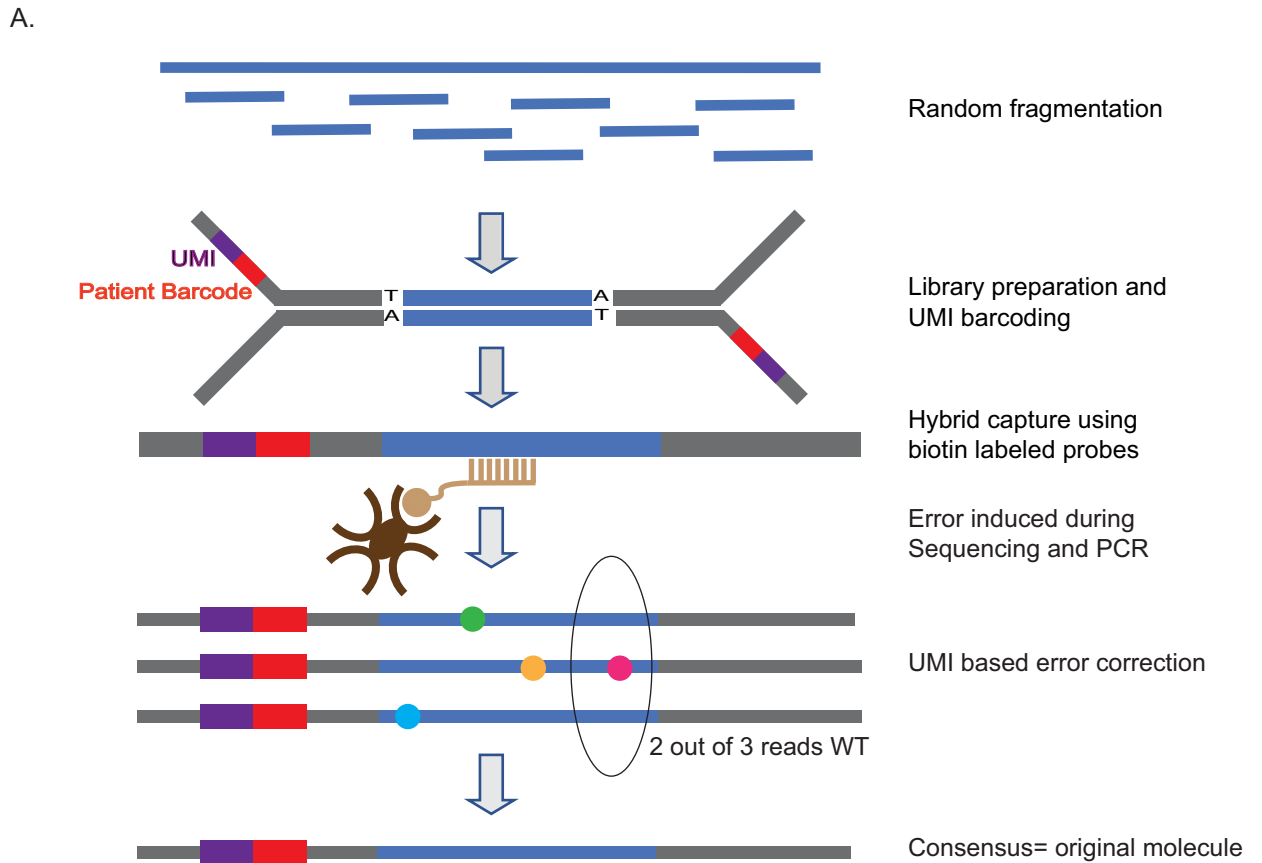 A.
Random fragmentation
UMI
Patient Barcode
T
A
A
T
Library preparation and
UMI barcoding
Hybrid capture using
biotin labeled probes
Error induced during
Sequencing and PCR
UMI based error correction
2 out of 3 reads WT
Consensus= original molecule